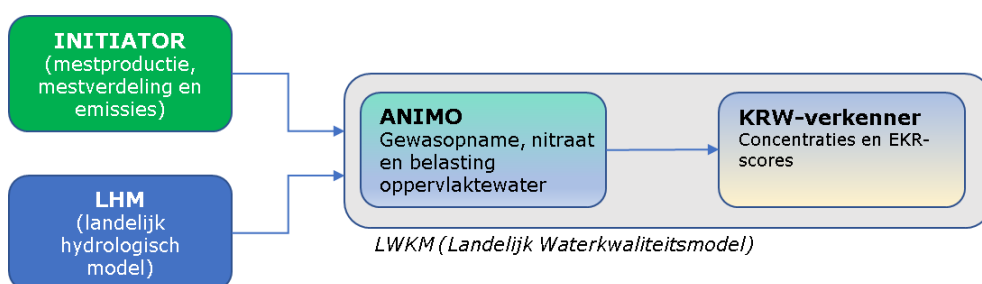 INITIATOR
(mestproductie,
mestverdeling en
emissies)
LHM
(landelijk
hydrologisch
model)
ANIMO
Gewasopname, nitraat
en belasting
oppervlaktewater
KRW-verkenner
Concentraties en EKR-
scores
LWKM (Landelijk Waterkwaliteitsmodel)